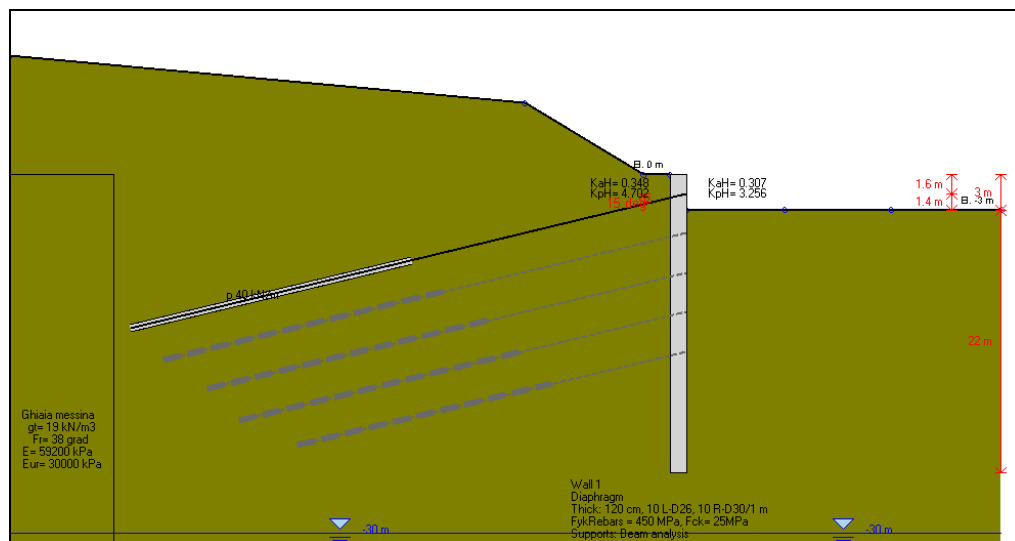 El. 0 m
KaH= 0.348
KpH= 4.702
KaH= 0.307
KpH= 3.256
1.6 m
3 m
1.4 m
El. -3 m
15
22 m
Ghiaia messina
gt= 19 kN/m3
Fr= 38 grad
E= 59200 kPa
Eur= 30000 kPa
Wall 1
Diaphragm
Thick: 120 cm, 10 L-D26, 10 R-D30/1 m
FykRebars = 450 MPa, Fck= 25MPa
Supports: Beam analysis
-30 m
-30 m